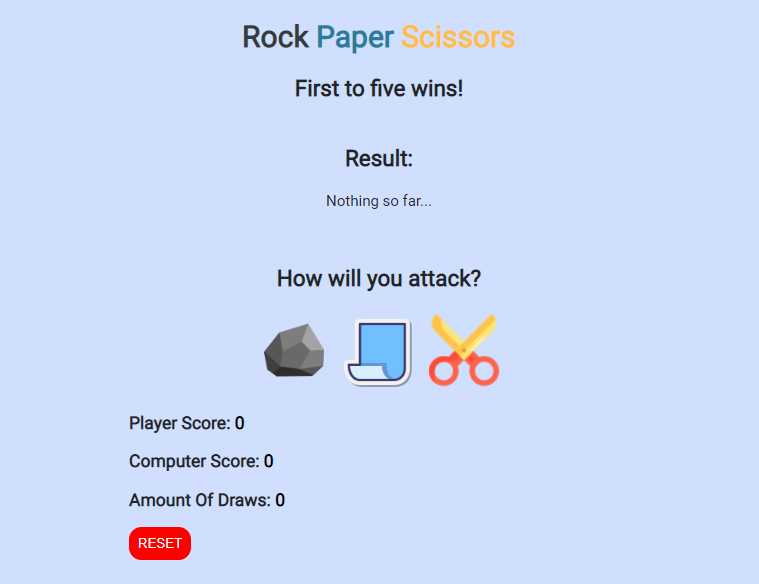 Rock Paper Scissors
First to five wins!
Result:
Nothing so far...
How will you attack?
Player Score: 0
Computer Score: 0
Amount Of Draws: 0
RESET